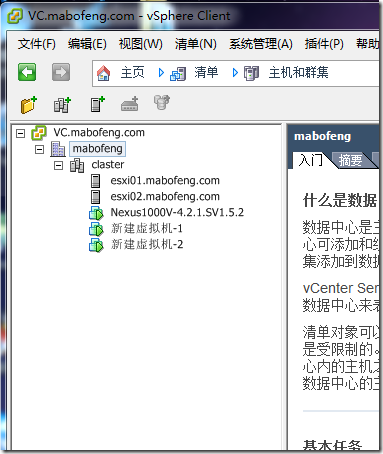 VC.mabofeng.com - vSphere Client
文件(F) 编辑(E) 视图(W) 清单(N) 系统管理(A) 插件(P) 帮助
主页 清单 主机和群集
VC.mabofeng.com
mabofeng
claster
esxi01.mabofeng.com
esxi02.mabofeng.com
Nexus1000V-4.2.1.SV1.5.2
新建虚拟机-1
新建虚拟机-2
mabofeng
入门 摘要
什么是数据
数据中心是主
心可添加和组
集添加到数据
vCenter Ser
数据中心来表
清单对象可以
是受限制的。
心内的主机之
数据中心的主
基本任务